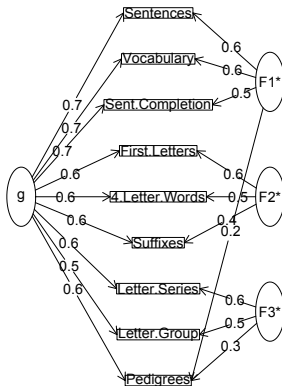 Sentences
Vocabulary
Sent.Completion
First.Letters
4.Letter.Words
Suffixes
Letter.Series
Letter.Group
Pedigrees
g
F1*
F2*
F3*
0.7
0.7
0.7
0.6
0.6
0.6
0.6
0.5
0.6
0.6
0.6
0.5
0.6
0.5
0.4
0.2
0.6
0.5
0.3